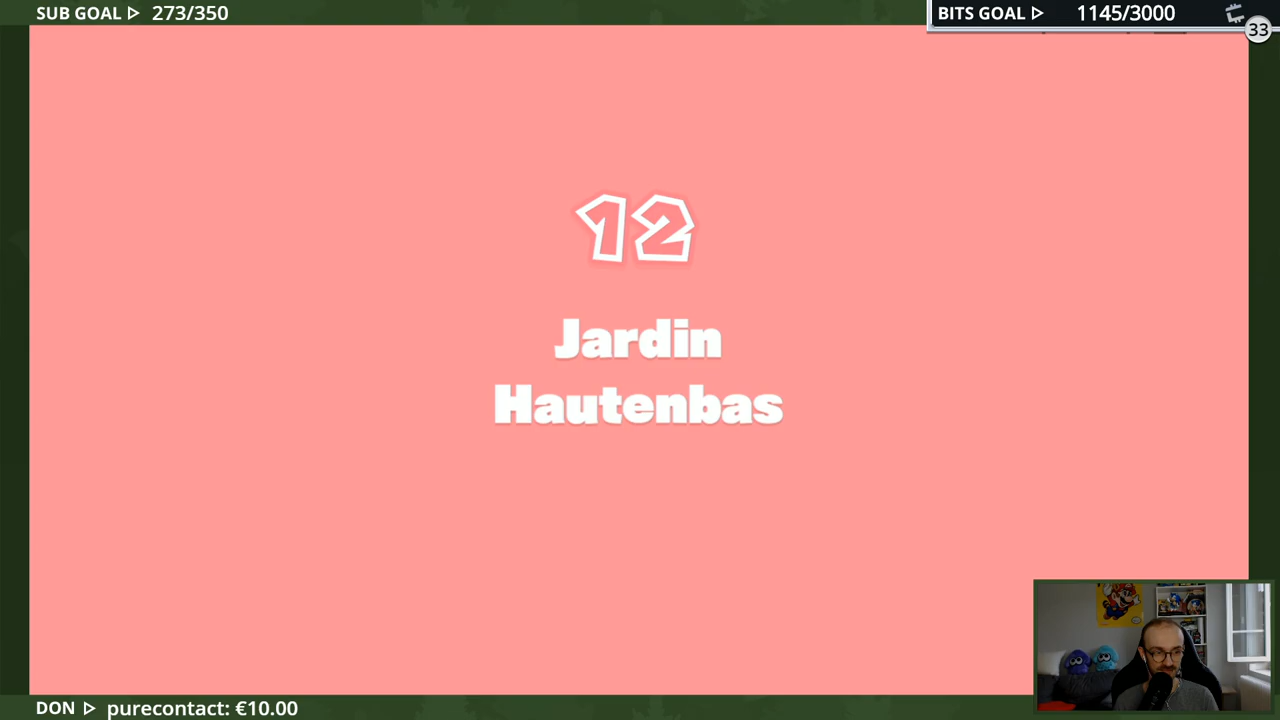 SUB GOAL ▷ 273/350
BITS GOAL ▷ 1145/3000
33
12
Jardin
Hautenbas
DON ▷ purecontact: €10.00